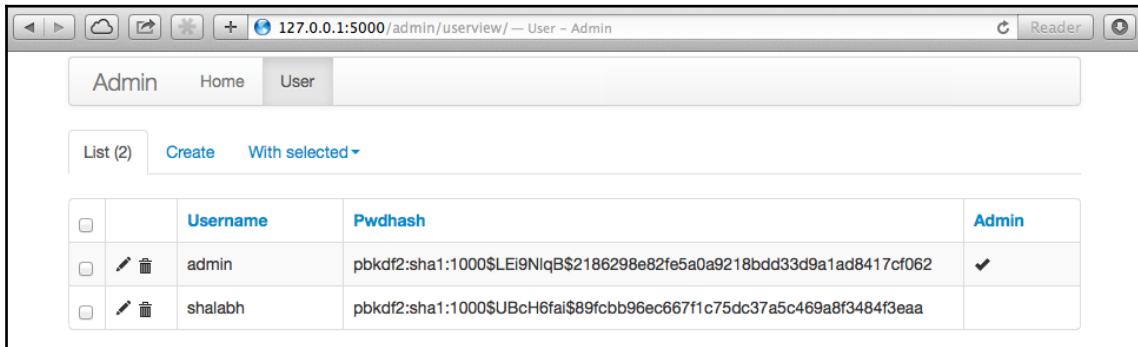 127.0.0.1:5000/admin/userview/ — User – Admin Reader
Admin Home User
List (2) Create With selected
Username Pwdhash Admin
admin pbkdf2:sha1:1000$LEi9NlqB$2186298e82fe5a0a9218bdd33d9a1ad8417cf062
shalabh pbkdf2:sha1:1000$UBcH6fai$89fcbb96ec667f1c75dc37a5c469a8f3484f3eaa